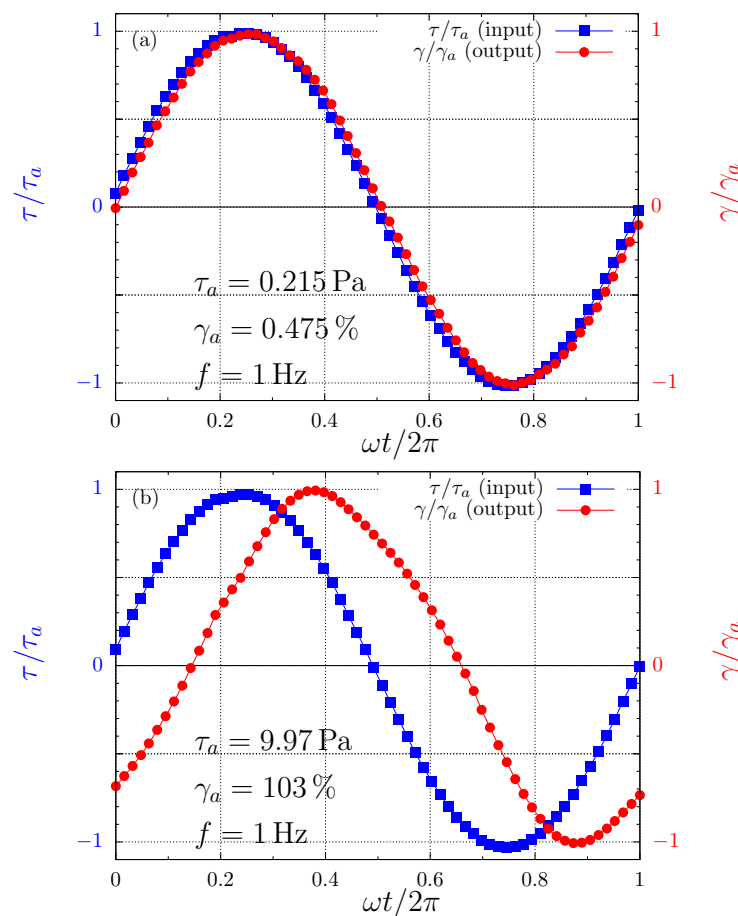 (a)
τ/τa (input)
γ/γa (output)
1
0
−1
τ/τa
1
0
−1
γ/γa
τa = 0.215 Pa
γa = 0.475 %
f = 1 Hz
0 0.2 0.4 0.6 0.8 1
ωt/2π
(b)
τ/τa (input)
γ/γa (output)
1
0
−1
τ/τa
1
0
−1
γ/γa
τa = 9.97 Pa
γa = 103 %
f = 1 Hz
0 0.2 0.4 0.6 0.8 1
ωt/2π